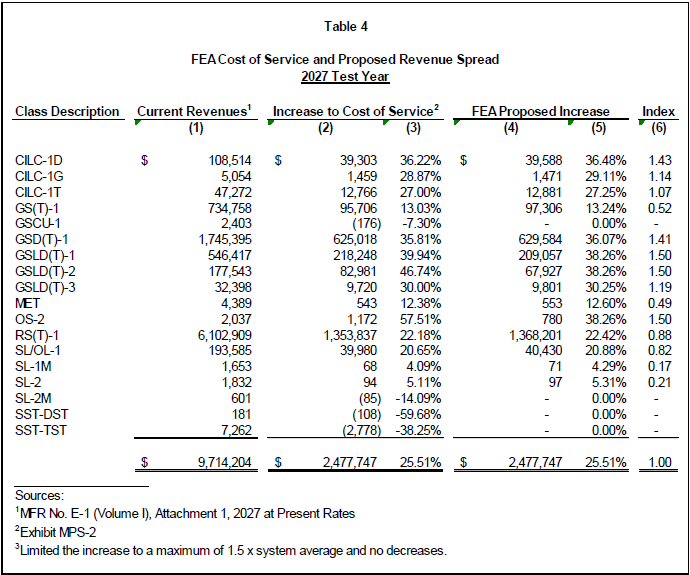 Table 4
FEA Cost of Service and Proposed Revenue Spread
2027 Test Year
Class Description Current Revenues¹ Increase to Cost of Service² FEA Proposed Increase Index
(1) (2) (3) (4) (5) (6)
CILC-1D $ 108,514 $ 39,303 36.22% $ 39,588 36.48% 1.43
CILC-1G 5,054 1,459 28.87% 1,471 29.11% 1.14
CILC-1T 47,272 12,766 27.00% 12,881 27.25% 1.07
GS(T)-1 734,758 95,706 13.03% 97,306 13.24% 0.52
GSCU-1 2,403 (176) -7.30% - 0.00% -
GSD(T)-1 1,745,395 625,018 35.81% 629,584 36.07% 1.41
GSLD(T)-1 546,417 218,248 39.94% 209,057 38.26% 1.50
GSLD(T)-2 177,543 82,981 46.74% 67,927 38.26% 1.50
GSLD(T)-3 32,398 9,720 30.00% 9,801 30.25% 1.19
MET 4,389 543 12.38% 553 12.60% 0.49
OS-2 2,037 1,172 57.51% 780 38.26% 1.50
RS(T)-1 6,102,909 1,353,837 22.18% 1,368,201 22.42% 0.88
SL/OL-1 193,585 39,980 20.65% 40,430 20.88% 0.82
SL-1M 1,653 68 4.09% 71 4.29% 0.17
SL-2 1,832 94 5.11% 97 5.31% 0.21
SL-2M 601 (85) -14.09% - 0.00% -
SST-DST 181 (108) -59.68% - 0.00% -
SST-TST 7,262 (2,778) -38.25% - 0.00% -
$ 9,714,204 $ 2,477,747 25.51% $ 2,477,747 25.51% 1.00
Sources:
¹MFR No. E-1 (Volume I), Attachment 1, 2027 at Present Rates
²Exhibit MPS-2
³Limited the increase to a maximum of 1.5 x system average and no decreases.